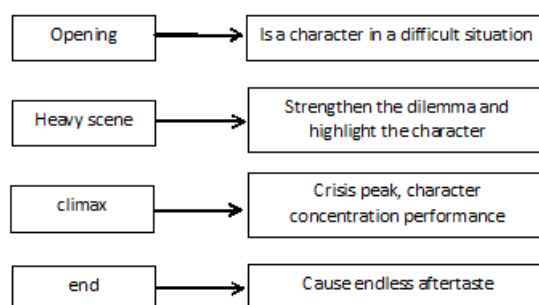 Opening
Is a character in a difficult situation
Heavy scene
Strengthen the dilemma and
highlight the character
climax
Crisis peak, character
concentration performance
end
Cause endless aftertaste